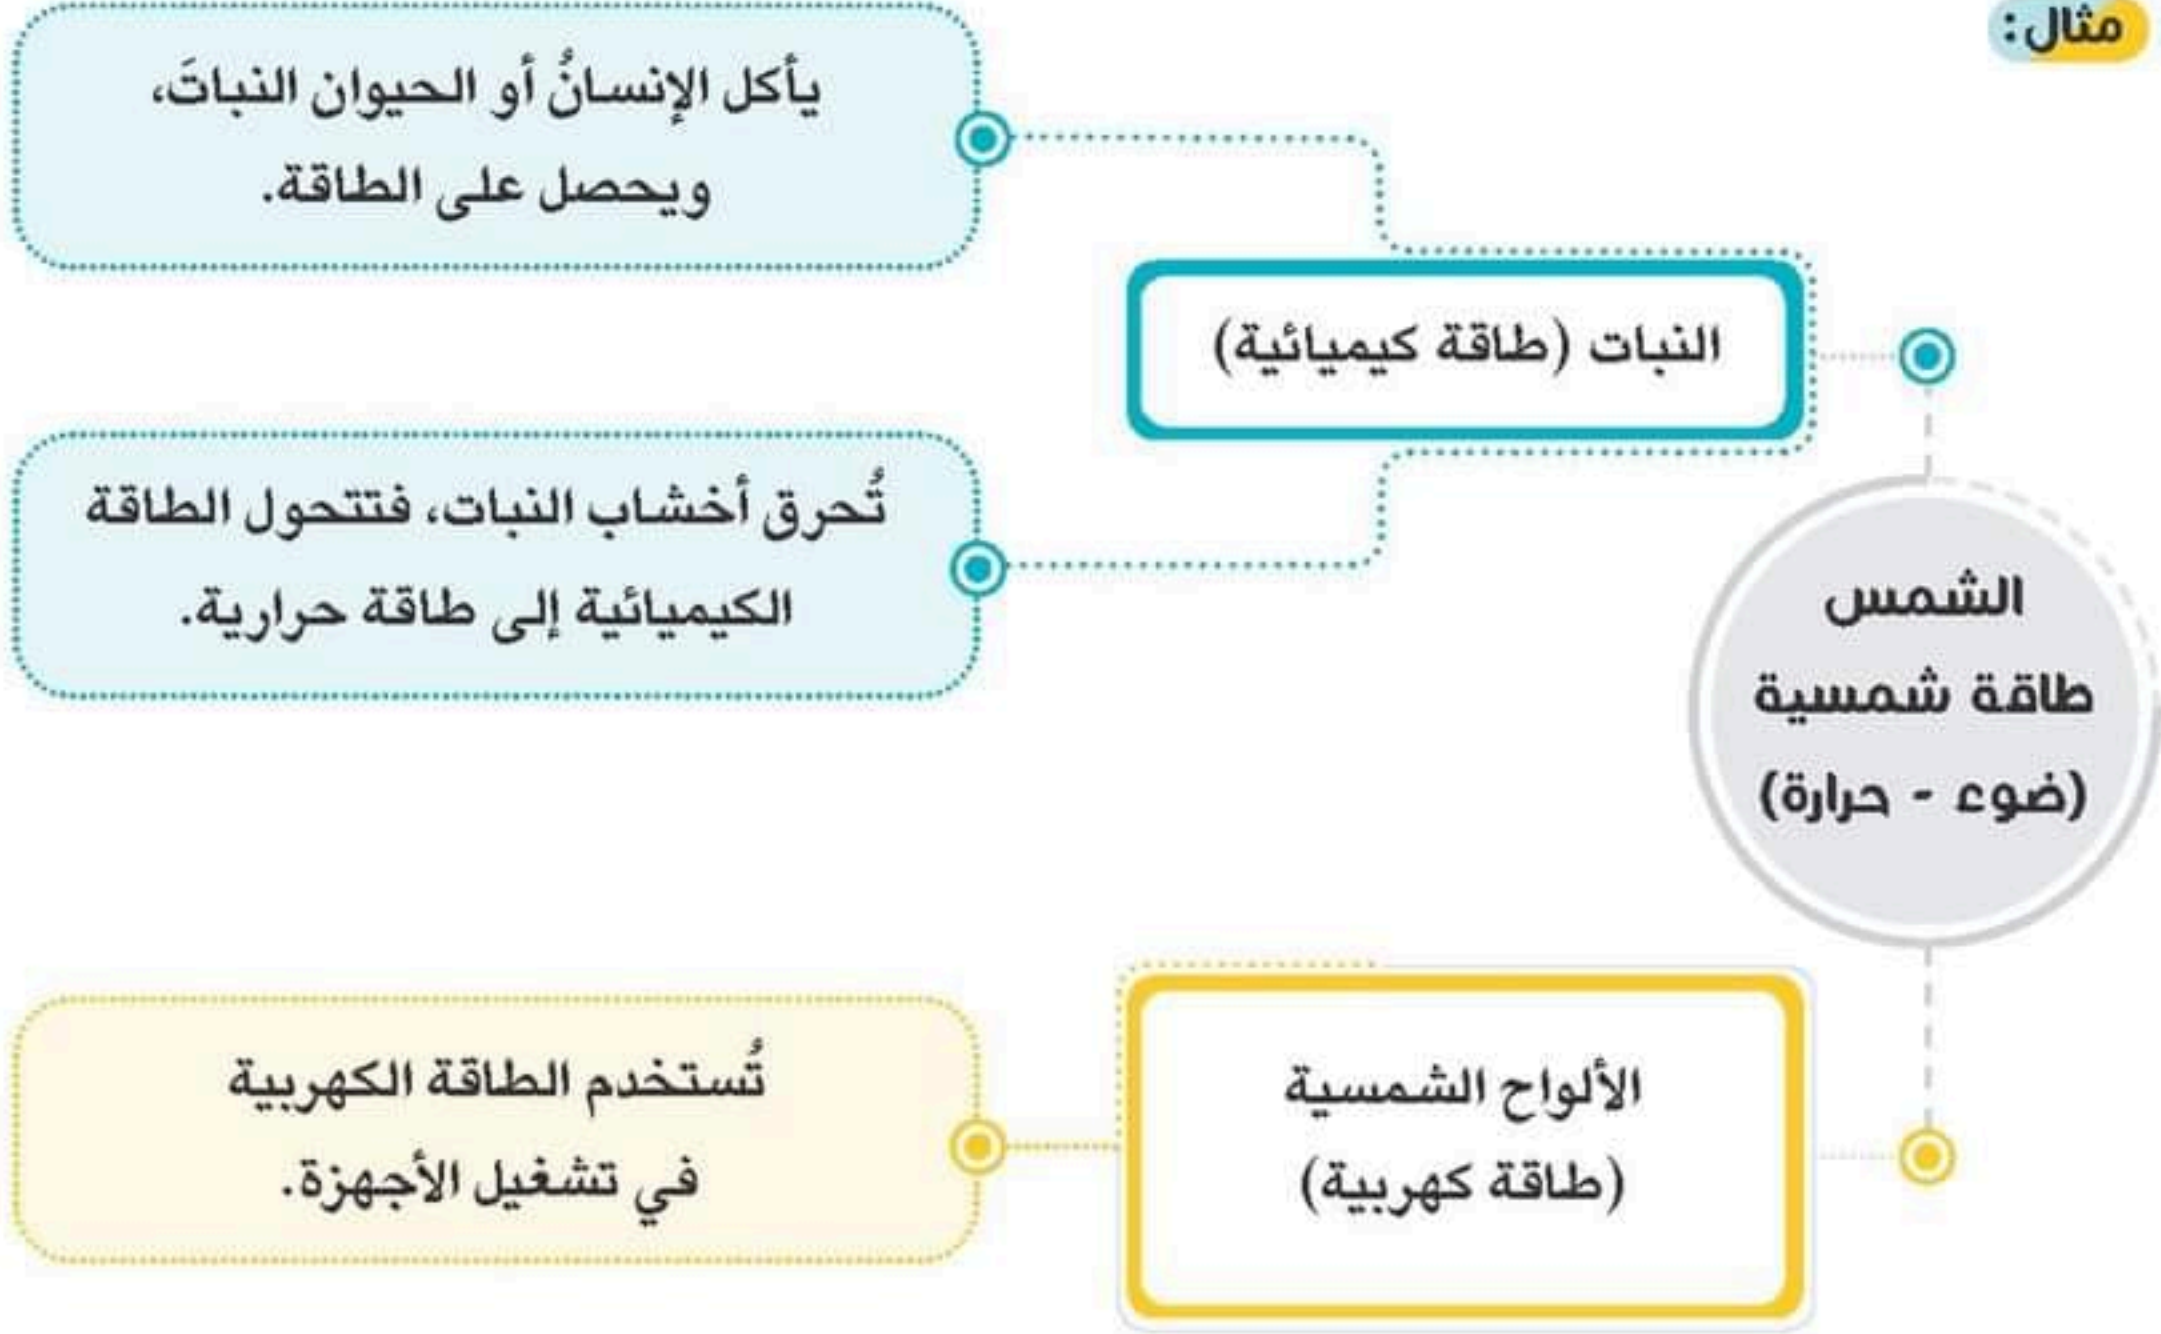 مثال:
الشمس
طاقة شمسية
(ضوء - حرارة)
النبات (طاقة كيميائية)
يأكل الإنسانُ أو الحيوان النباتَ،
ويحصل على الطاقة.
تُحرق أخشاب النبات، فتتحول الطاقة
الكيميائية إلى طاقة حرارية.
الألواح الشمسية
(طاقة كهربية)
تُستخدم الطاقة الكهربية
في تشغيل الأجهزة.